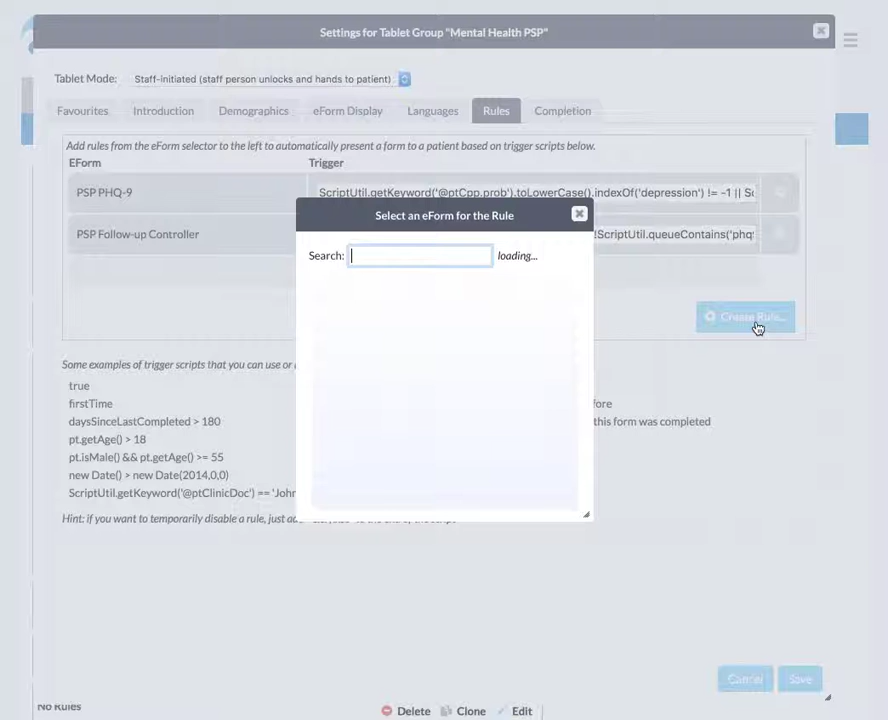 Settings for Tablet Group "Mental Health PSP"
Tablet Mode: Staff-initiated (staff person unlocks and hands to patient)
Favourites Introduction Demographics eForm Display Languages Rules Completion
Add rules from the eForm selector to the left to automatically present a form to a patient based on trigger scripts below.
EForm Trigger
PSP PHQ-9 ScriptUtil.getKeyword('@ptCpp.prob').toLowerCase().indexOf('depression') != -1 || Sc
Select an eForm for the Rule
PSP Follow-up Controller !ScriptUtil.queueContains('phq
Search: loading...
Create Rule...
Some examples of trigger scripts that you can use or
true
firstTime fore
daysSinceLastCompleted > 180 this form was completed
pt.getAge() > 18
pt.isMale() && pt.getAge() >= 55
new Date() > new Date(2014,0,0)
ScriptUtil.getKeyword('@ptClinicDoc') == 'John
Hint: if you want to temporarily disable a rule, just ad
Cancel Save
No Rules
Delete Clone Edit